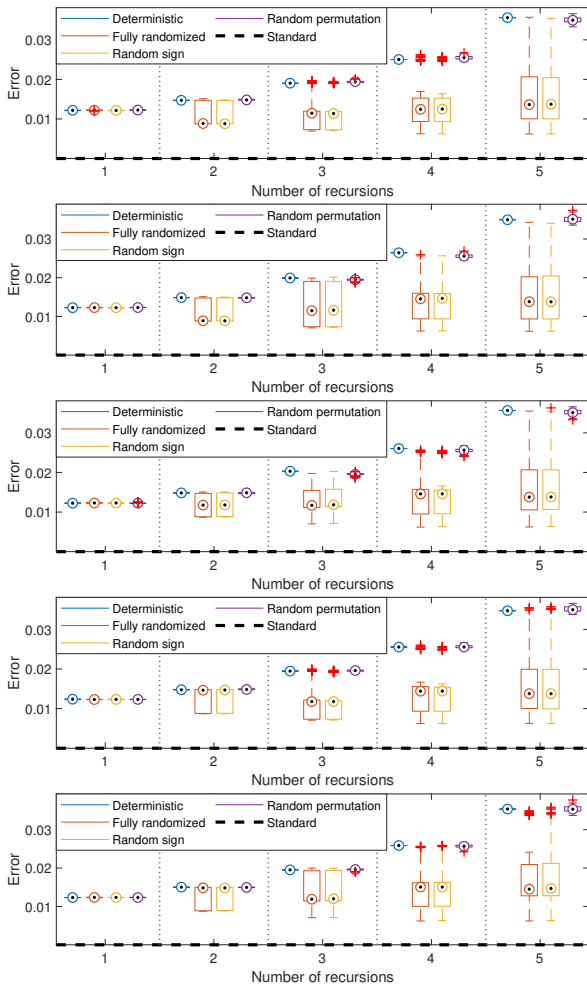 Deterministic Random permutation
Fully randomized Standard
Random sign
Error
0.03
0.02
0.01
1 2 3 4 5
Number of recursions
Deterministic Random permutation
Fully randomized Standard
Random sign
Error
0.03
0.02
0.01
1 2 3 4 5
Number of recursions
Deterministic Random permutation
Fully randomized Standard
Random sign
Error
0.03
0.02
0.01
1 2 3 4 5
Number of recursions
Deterministic Random permutation
Fully randomized Standard
Random sign
Error
0.03
0.02
0.01
1 2 3 4 5
Number of recursions
Deterministic Random permutation
Fully randomized Standard
Random sign
Error
0.03
0.02
0.01
1 2 3 4 5
Number of recursions